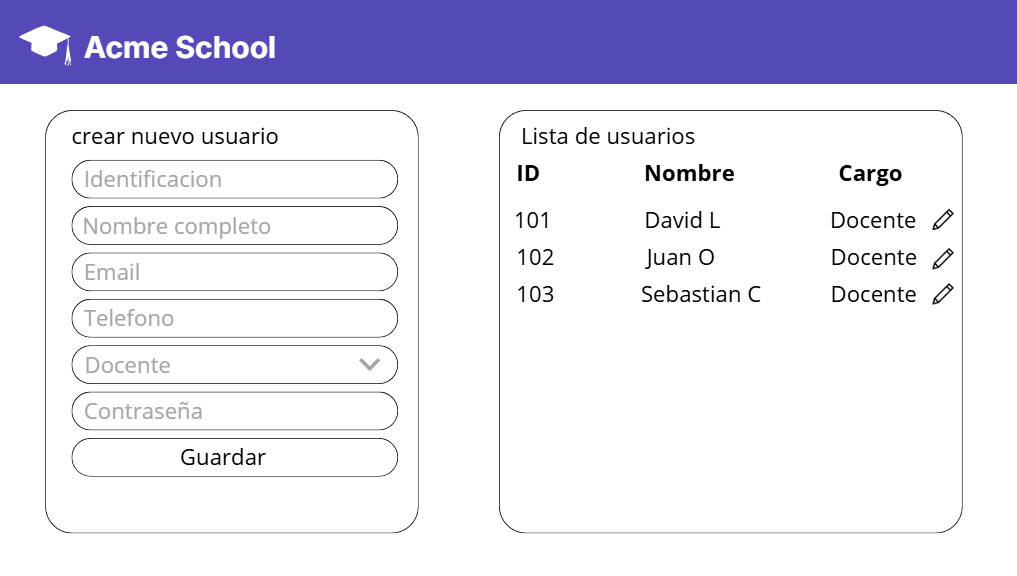 Acme School
crear nuevo usuario
Identificacion
Nombre completo
Email
Telefono
Docente
Contraseña
Guardar
Lista de usuarios
ID Nombre Cargo
101 David L Docente
102 Juan O Docente
103 Sebastian C Docente